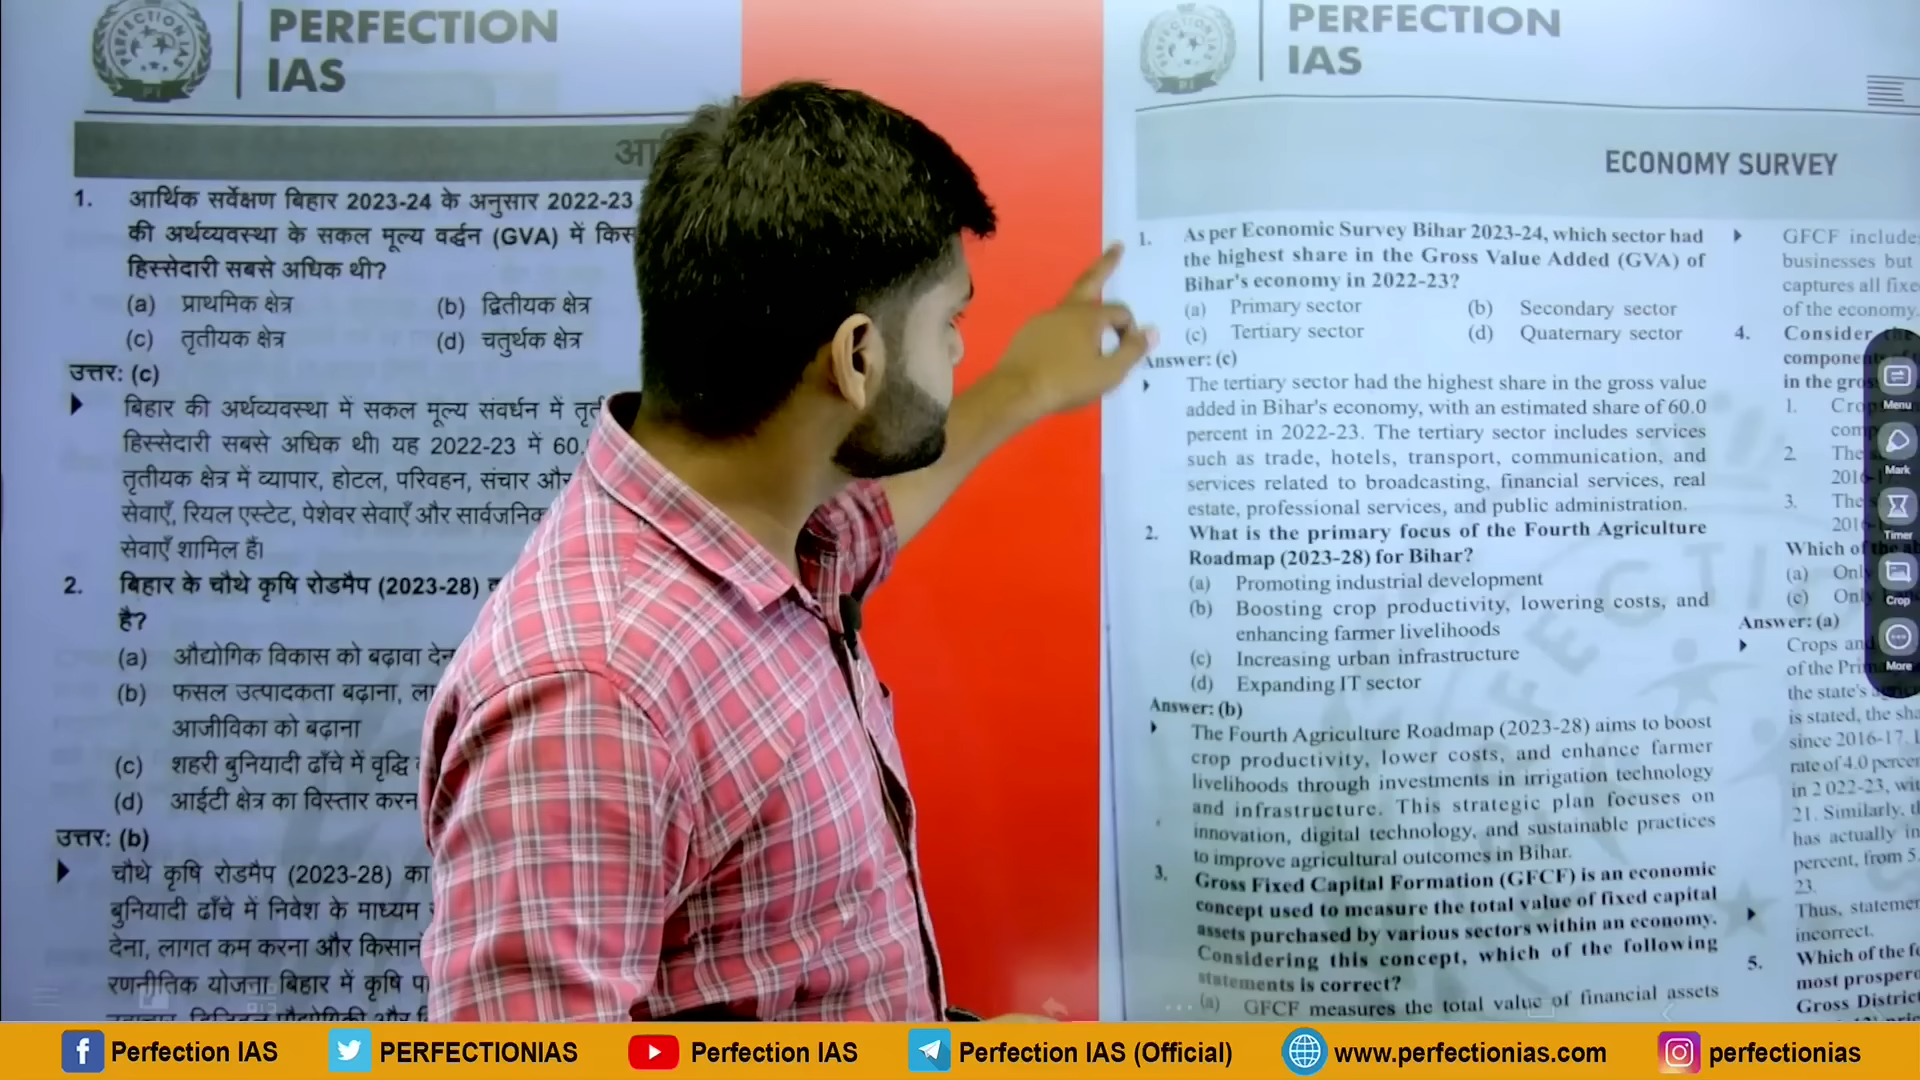 PERFECTION
IAS
1. आर्थिक सर्वेक्षण बिहार 2023-24 के अनुसार 2022-23
की अर्थव्यवस्था के सकल मूल्य वर्द्धन (GVA) में किस
हिस्सेदारी सबसे अधिक थी?
(a) प्राथमिक क्षेत्र (b) द्वितीयक क्षेत्र
(c) तृतीयक क्षेत्र (d) चतुर्थक क्षेत्र
उत्तर: (c)
बिहार की अर्थव्यवस्था में सकल मूल्य संवर्धन में
हिस्सेदारी सबसे अधिक थी। यह 2022-23 में 60.
तृतीयक क्षेत्र में व्यापार, होटल, परिवहन, संचार और
सेवाएँ, रियल एस्टेट, पेशेवर सेवाएँ और सार्वजनिक
सेवाएँ शामिल हैं।
2. बिहार के चौथे कृषि रोडमैप (2023-28)
है?
(a) औद्योगिक विकास को बढ़ावा
(b) फसल उत्पादकता बढ़ाना,
आजीविका को बढ़ाना
(c) शहरी बुनियादी ढाँचे में वृद्धि
(d) आईटी क्षेत्र का विस्तार
उत्तर: (b)
चौथे कृषि रोडमैप (2023-28) का
बुनियादी ढाँचे में निवेश के माध्यम
देना, लागत कम करना और
रणनीतिक योजना बिहार में कृषि
PERFECTION
IAS
ECONOMY SURVEY
1. As per Economic Survey Bihar 2023-24, which sector had
the highest share in the Gross Value Added (GVA) of
Bihar's economy in 2022-23?
(a) Primary sector (b) Secondary sector
(c) Tertiary sector (d) Quaternary sector
Answer: (c)
The tertiary sector had the highest share in the gross value
added in Bihar's economy, with an estimated share of 60.0
percent in 2022-23. The tertiary sector includes services
such as trade, hotels, transport, communication, and
services related to broadcasting, financial services, real
estate, professional services, and public administration.
2. What is the primary focus of the Fourth Agriculture
Roadmap (2023-28) for Bihar?
(a) Promoting industrial development
(b) Boosting crop productivity, lowering costs, and
enhancing farmer livelihoods
(c) Increasing urban infrastructure
(d) Expanding IT sector
Answer: (b)
The Fourth Agriculture Roadmap (2023-28) aims to boost
crop productivity, lower costs, and enhance farmer
livelihoods through investments in irrigation technology
and infrastructure. This strategic plan focuses on
innovation, digital technology, and sustainable practices
to improve agricultural outcomes in Bihar.
3. Gross Fixed Capital Formation (GFCF) is an economic
concept used to measure the total value of fixed capital
assets purchased by various sectors within an economy.
Considering this concept, which of the following
statements is correct?
(a) GFCF measures the total value of financial assets
GFCF
businesses but
captures all
of the economy.
4. Consider
in the
1.
2. The
3. The
Which of
(a)
(c)
Answer: (a)
Crops and
of the
the state's
is stated, the
since 2016-17.
rate of 4.0
in 2022-23,
21. Similarly,
has actually
percent, from 5.
23.
Thus,
incorrect.
5. Which of the
most
Gross District
Menu
Mark
Timer
Crop
More
Perfection IAS
PERFECTIONIAS
Perfection IAS
Perfection IAS (Official)
www.perfectionias.com
perfectionias